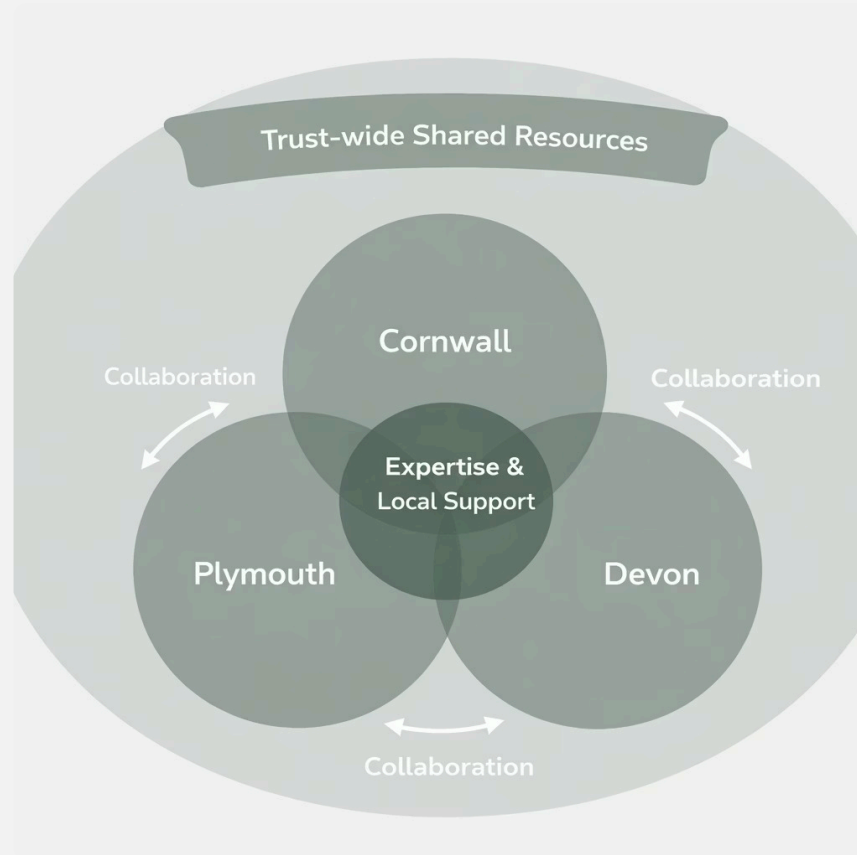 Trust-wide Shared Resources
Cornwall
Collaboration
Collaboration
Expertise &
Local Support
Plymouth
Devon
Collaboration